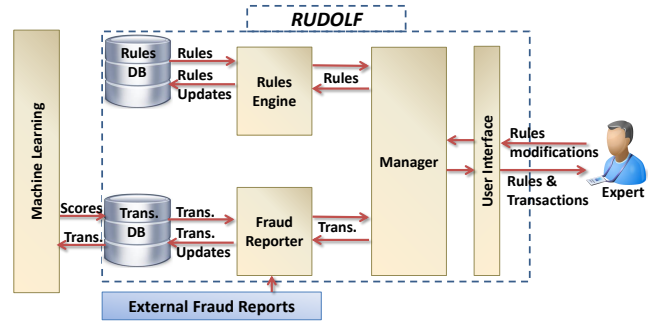 RUDOLF
Machine Learning
Rules
DB
Rules
Rules
Updates
Rules
Engine
Rules
Manager
User Interface
Rules
modifications
Rules &
Transactions
Expert
Scores
Trans.
Trans.
DB
Trans.
Trans.
Updates
Fraud
Reporter
Trans.
External Fraud Reports